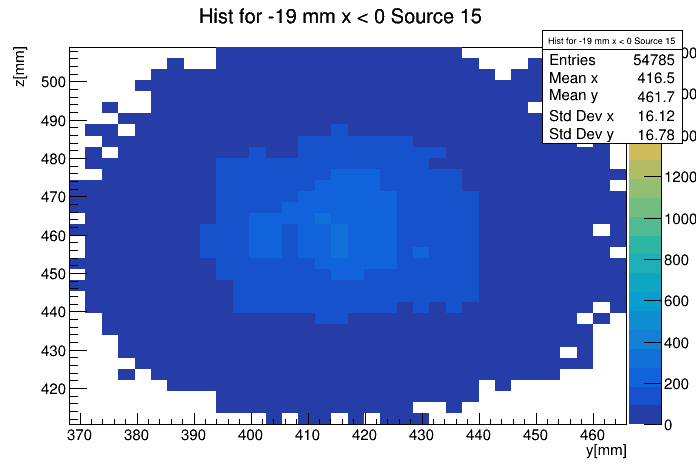 Hist for -19 mm x < 0 Source 15
Hist for -19 mm x < 0 Source 15
Entries 54785
Mean x 416.5
Mean y 461.7
Std Dev x 16.12
Std Dev y 16.78
z[mm]
500
490
480
470
460
450
440
430
420
370 380 390 400 410 420 430 440 450 460
y[mm]
1200
1000
800
600
400
200
0